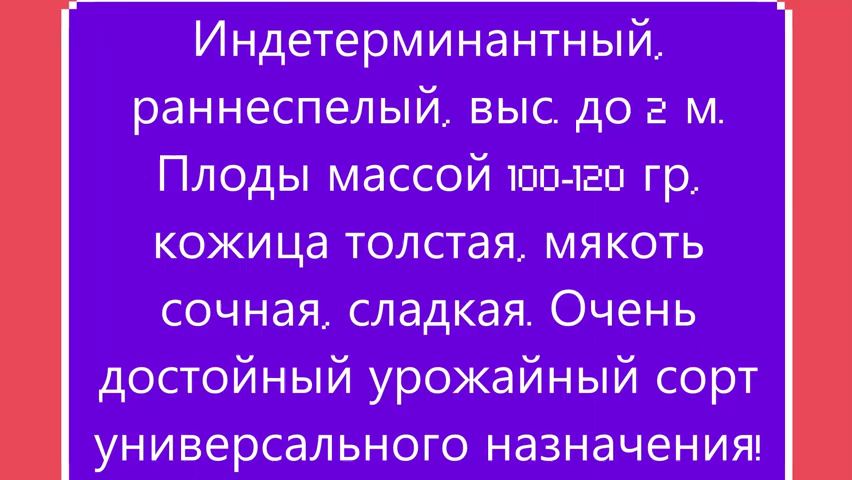 Индетерминантный,
раннеспелый, выс. до 2 м.
Плоды массой 100-120 гр,
кожица толстая, мякоть
сочная, сладкая. Очень
достойный урожайный сорт
универсального назначения!